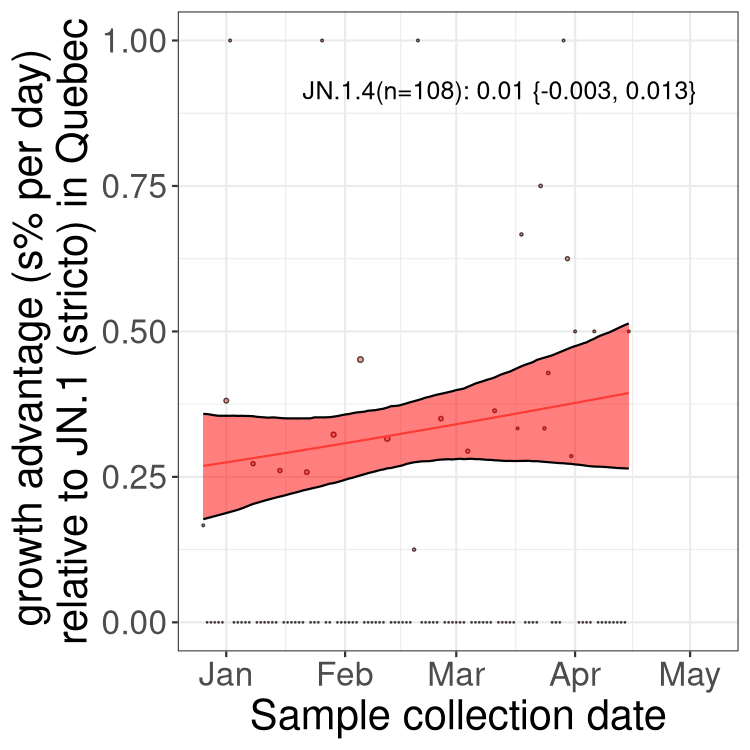 growth advantage (s% per day)
relative to JN.1 (stricto) in Quebec
1.00
0.75
0.50
0.25
0.00
JN.1.4(n=108): 0.01 {-0.003, 0.013}
Jan Feb Mar Apr May
Sample collection date